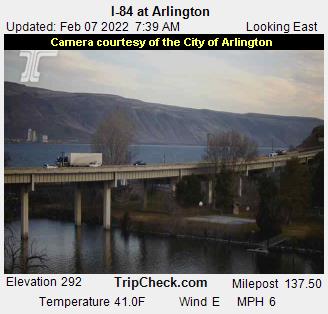 I-84 at Arlington
Updated: Feb 07 2022 7:39 AM Looking East
Camera courtesy of the City of Arlington
Elevation 292 TripCheck.com Milepost 137.50
Temperature 41.0F Wind E MPH 6